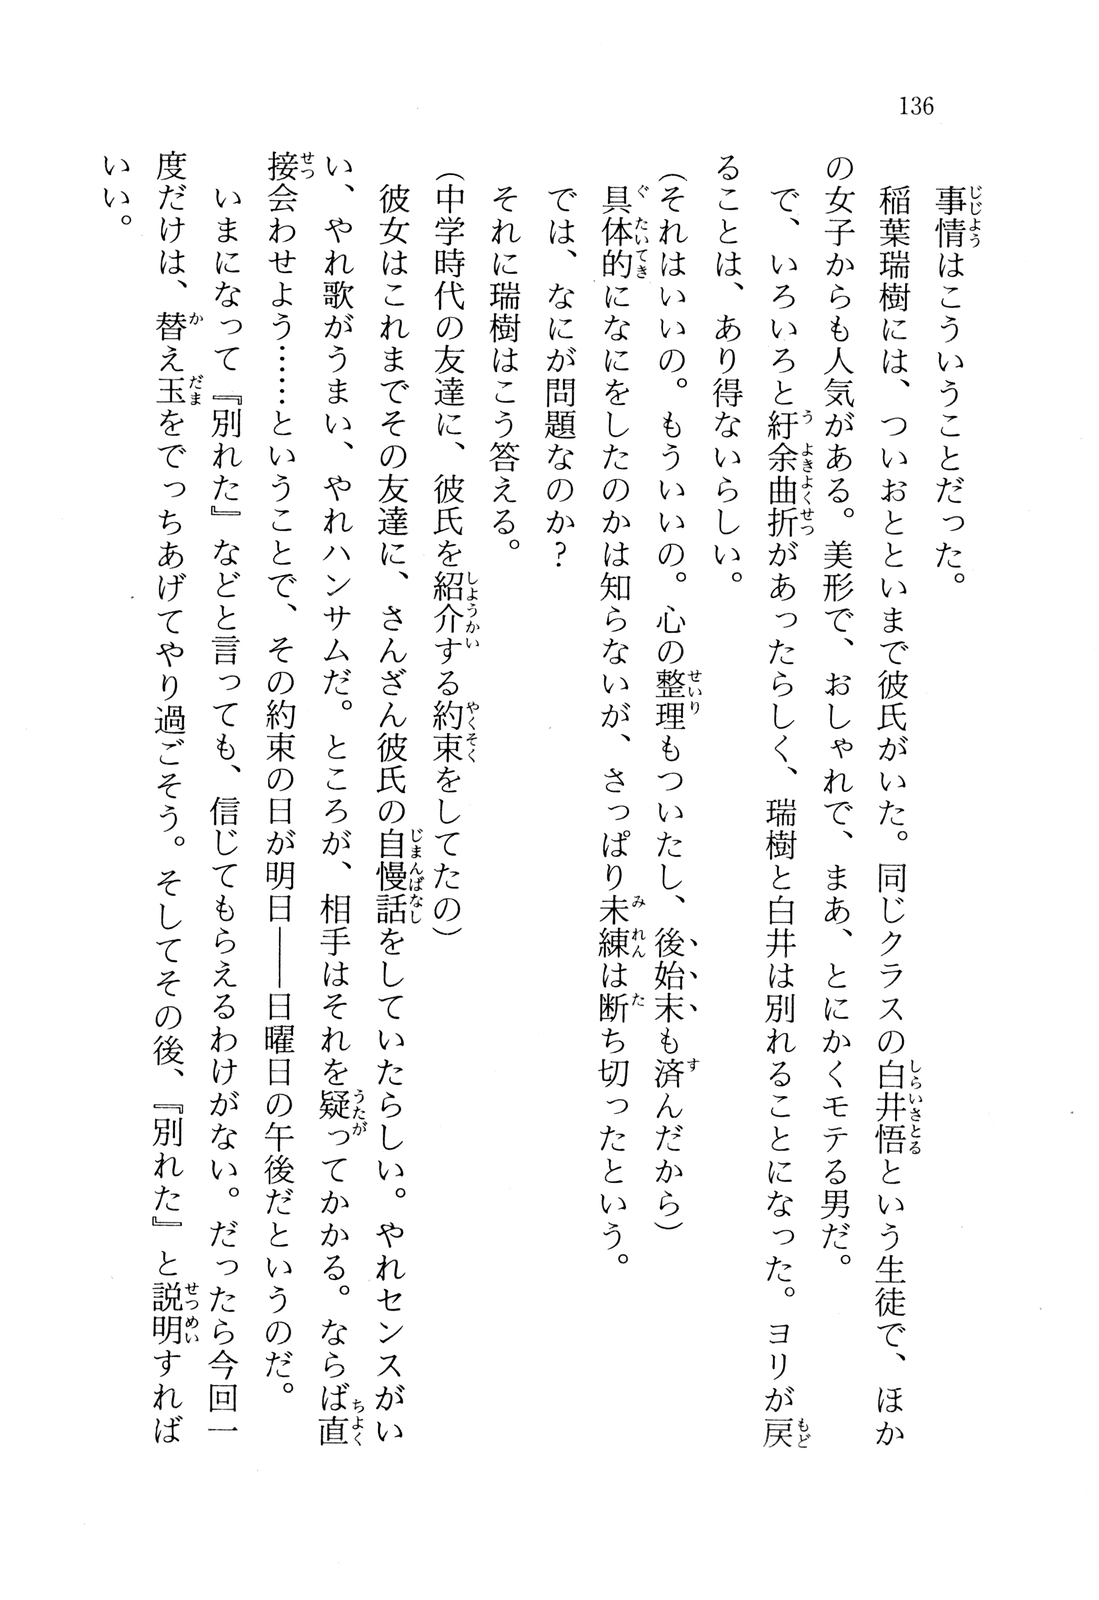 136
事情はこういうことだった。
稲葉瑞樹には、ついおとといまで彼氏がいた。同じクラスの白井悟という生徒で、ほか
の女子からも人気がある。美形で、おしゃれで、まあ、とにかくモテる男だ。
で、いろいろと紆余曲折があったらしく、瑞樹と白井は別れることになった。ヨリが戻
ることは、あり得ないらしい。
(それはいいの。もういいの。心の整理もついたし、後始末も済んだから)
具体的になにをしたのかは知らないが、さっぱり未練は断ち切ったという。
では、なにが問題なのか?
それに瑞樹はこう答える。
(中学時代の友達に、彼氏を紹介する約束をしてたの)
彼女はこれまでその友達に、さんざん彼氏の自慢話をしていたらしい。やれセンスがい
い、やれ歌がうまい、やれハンサムだ。ところが、相手はそれを疑ってかかる。ならば直
接会わせよう……ということで、その約束の日が明日――日曜日の午後だというのだ。
いまになって『別れた』などと言っても、信じてもらえるわけがない。だったら今回一
度だけは、替え玉をでっちあげてやり過ごそう。そしてその後、『別れた』と説明すれば
いい。